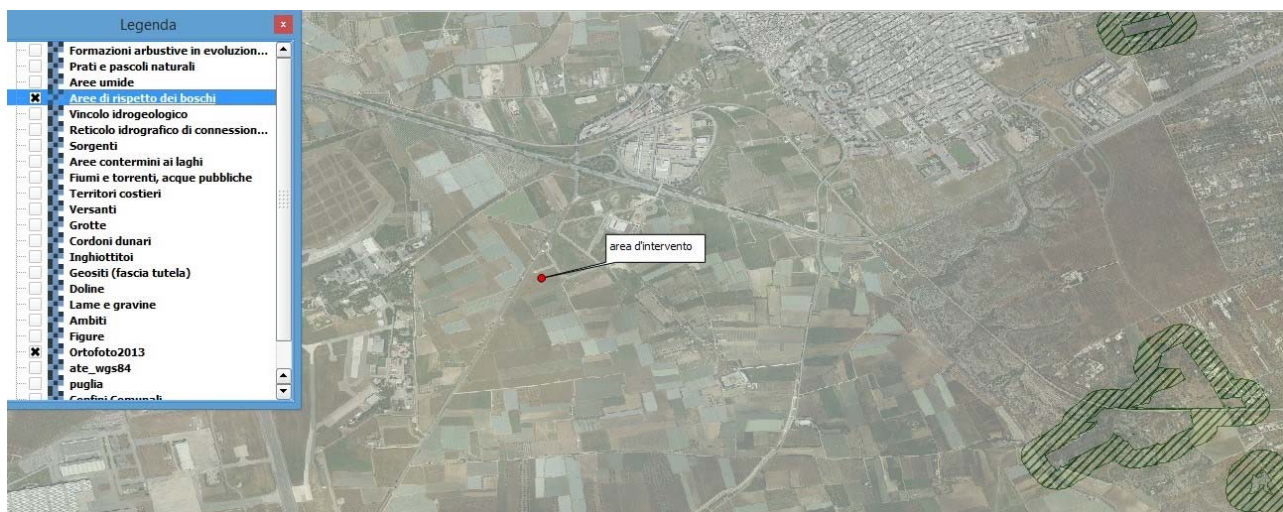 Legenda
Formazioni arbustive in evoluzion...
Prati e pascoli naturali
Aree umide
Aree di rispetto dei boschi
Vincolo idrogeologico
Reticolo idrografico di connession...
Sorgenti
Aree contermini ai laghi
Fiumi e torrenti, acque pubbliche
Territori costieri
Versanti
Grotte
Cordoni dunari
Inghiottitoi
Geositi (fascia tutela)
Doline
Lame e gravine
Ambiti
Figure
Ortofoto2013
ate_wgs84
puglia
Confini Comunali
area d'intervento